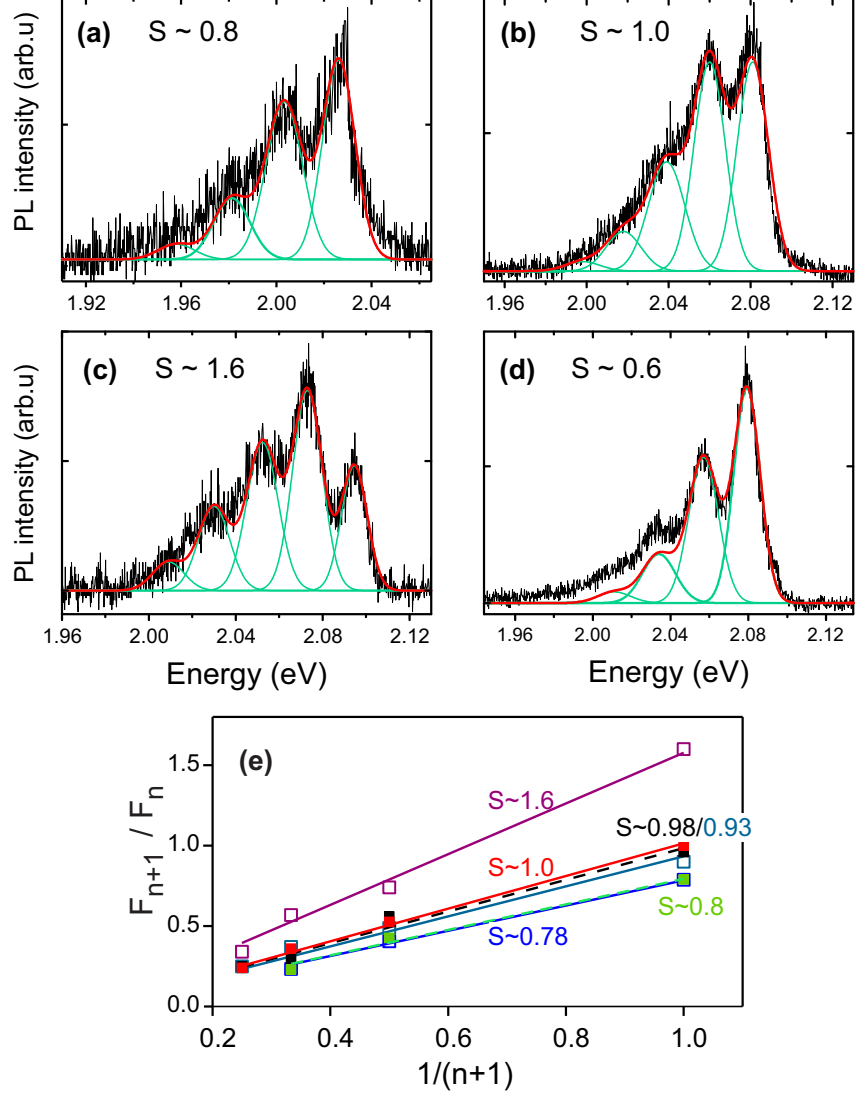 (a) S ~ 0.8
PL intensity (arb.u)
1.92 1.96 2.00 2.04
(b) S ~ 1.0
1.96 2.00 2.04 2.08 2.12
(c) S ~ 1.6
PL intensity (arb.u)
1.96 2.00 2.04 2.08 2.12
Energy (eV)
(d) S ~ 0.6
1.96 2.00 2.04 2.08 2.12
Energy (eV)
(e)
F n+1 / F n
1.5
1.0
0.5
0.0
S~1.6
S~0.98/0.93
S~1.0
S~0.8
S~0.78
0.2 0.4 0.6 0.8 1.0
1/(n+1)